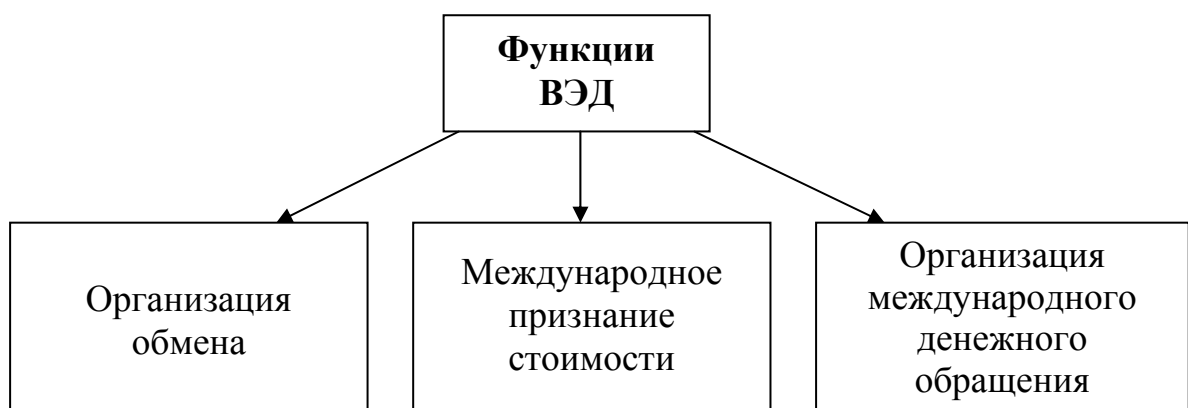 Функции
ВЭД
Организация
обмена
Международное
признание
стоимости
Организация
международного
денежного
обращения